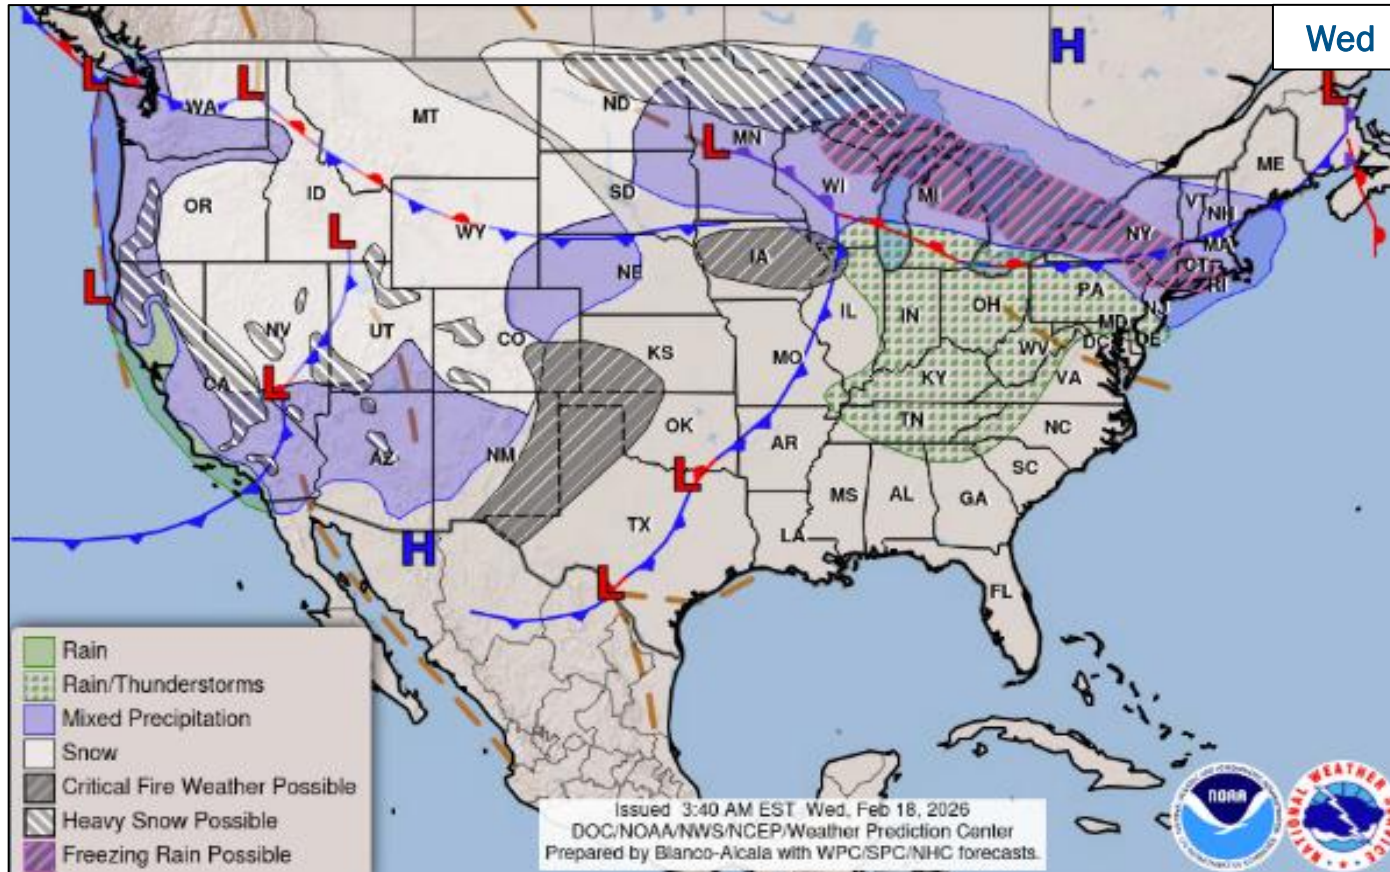 Wed
H
L
L
L
WA
MT
ND
L
MN
ME
OR
ID
SD
WI
MI
VT
NH
L
WY
NY
MA
L
NE
IA
CT
RI
NV
UT
CO
IL
IN
OH
PA
NJ
MD
DE
DC
WV
KS
MO
KY
VA
CA
L
OK
TN
NC
AZ
NM
AR
SC
L
TX
MS
AL
GA
LA
H
L
FL
Rain
Rain/Thunderstorms
Mixed Precipitation
Snow
Critical Fire Weather Possible
Heavy Snow Possible
Freezing Rain Possible
Issued 3:40 AM EST Wed, Feb 18, 2026
DOC/NOAA/NWS/NCEP/Weather Prediction Center
Prepared by Blanco-Alcala with WPC/SPC/NHC forecasts.
NOAA
NATIONAL WEATHER